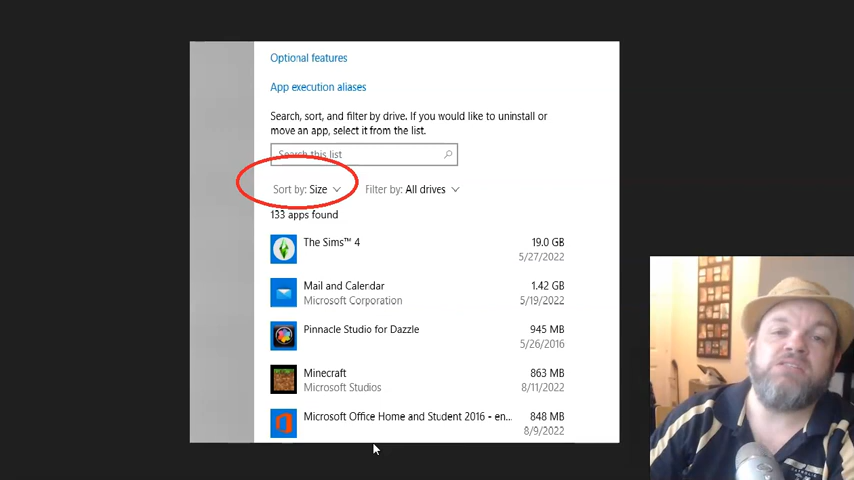 Optional features
App execution aliases
Search, sort, and filter by drive. If you would like to uninstall or
move an app, select it from the list.
Search this list
Sort by: Size Filter by: All drives
133 apps found
The Sims™ 4 19.0 GB
5/27/2022
Mail and Calendar 1.42 GB
Microsoft Corporation 5/19/2022
Pinnacle Studio for Dazzle 945 MB
5/26/2016
Minecraft 863 MB
Microsoft Studios 8/11/2022
Microsoft Office Home and Student 2016 - en... 848 MB
8/9/2022